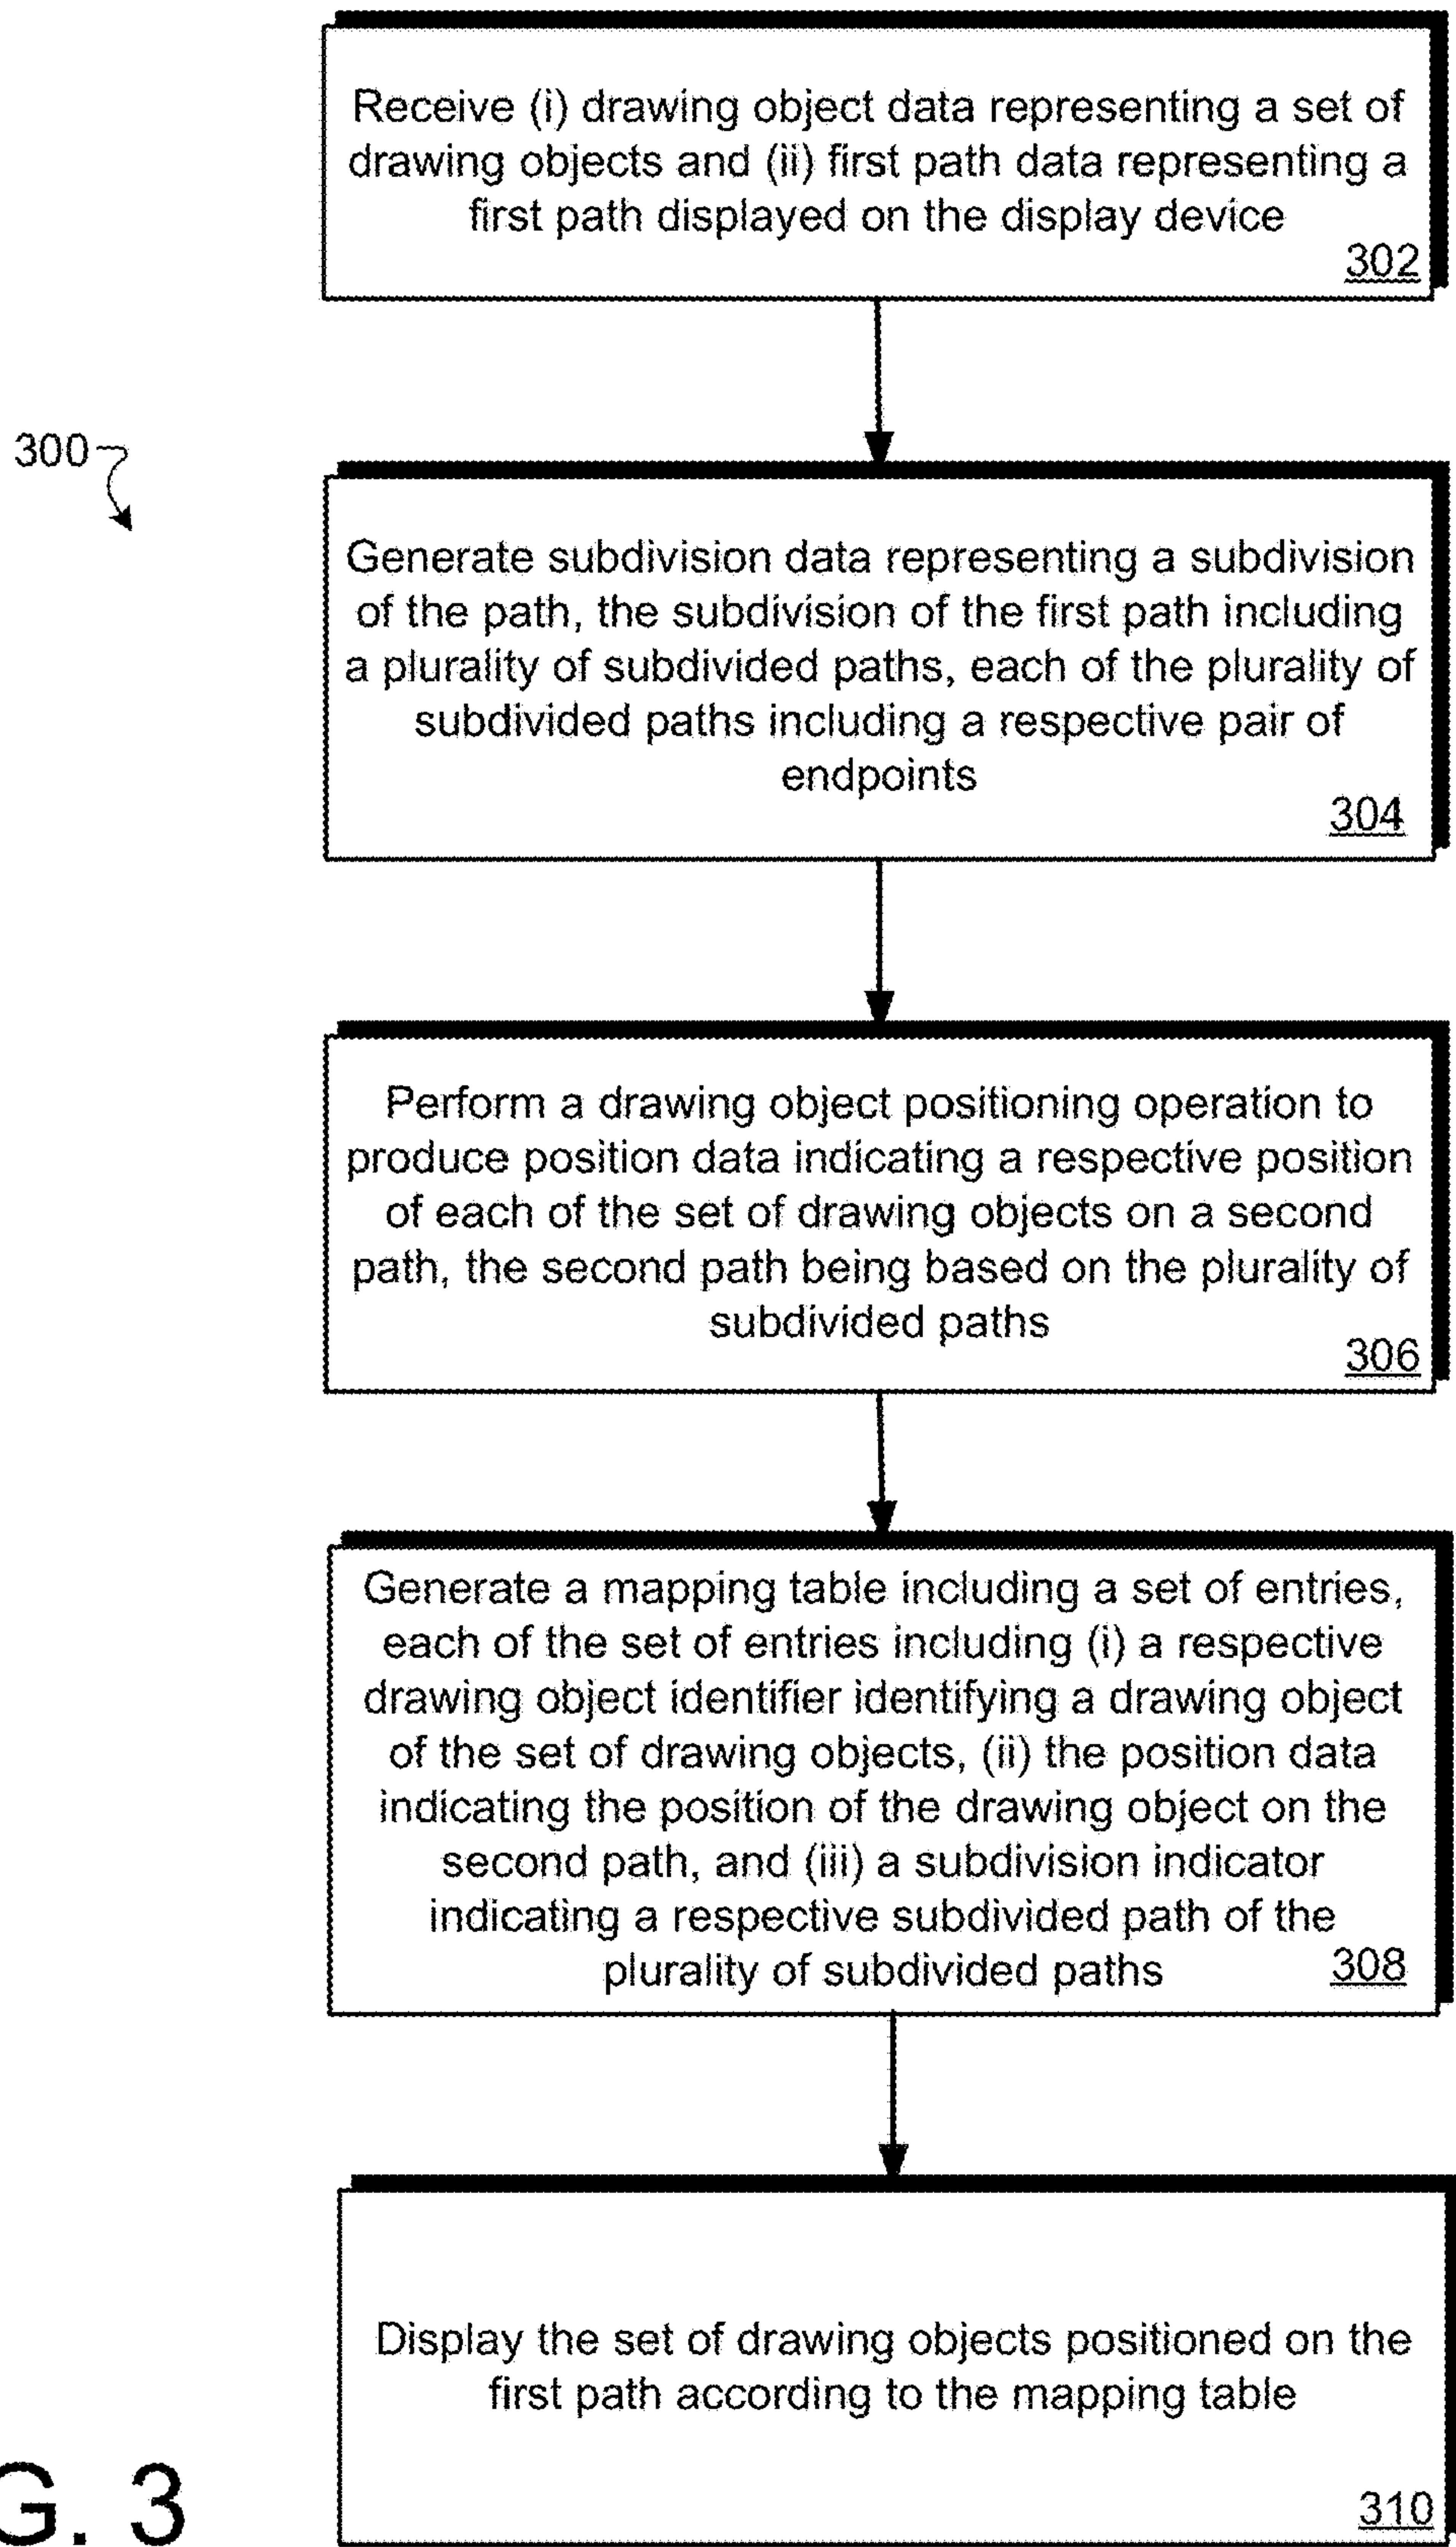 Receive (i) drawing object data representing a set of
drawing objects and (ii) first path data representing a
first path displayed on the display device
302
300
Generate subdivision data representing a subdivision
of the path, the subdivision of the first path including
a plurality of subdivided paths, each of the plurality of
subdivided paths including a respective pair of
endpoints
304
Perform a drawing object positioning operation to
produce position data indicating a respective position
of each of the set of drawing objects on a second
path, the second path being based on the plurality of
subdivided paths
306
Generate a mapping table including a set of entries,
each of the set of entries including (i) a respective
drawing object identifier identifying a drawing object
of the set of drawing objects, (ii) the position data
indicating the position of the drawing object on the
second path, and (iii) a subdivision indicator
indicating a respective subdivided path of the
plurality of subdivided paths
308
Display the set of drawing objects positioned on the
first path according to the mapping table
310
G. 3